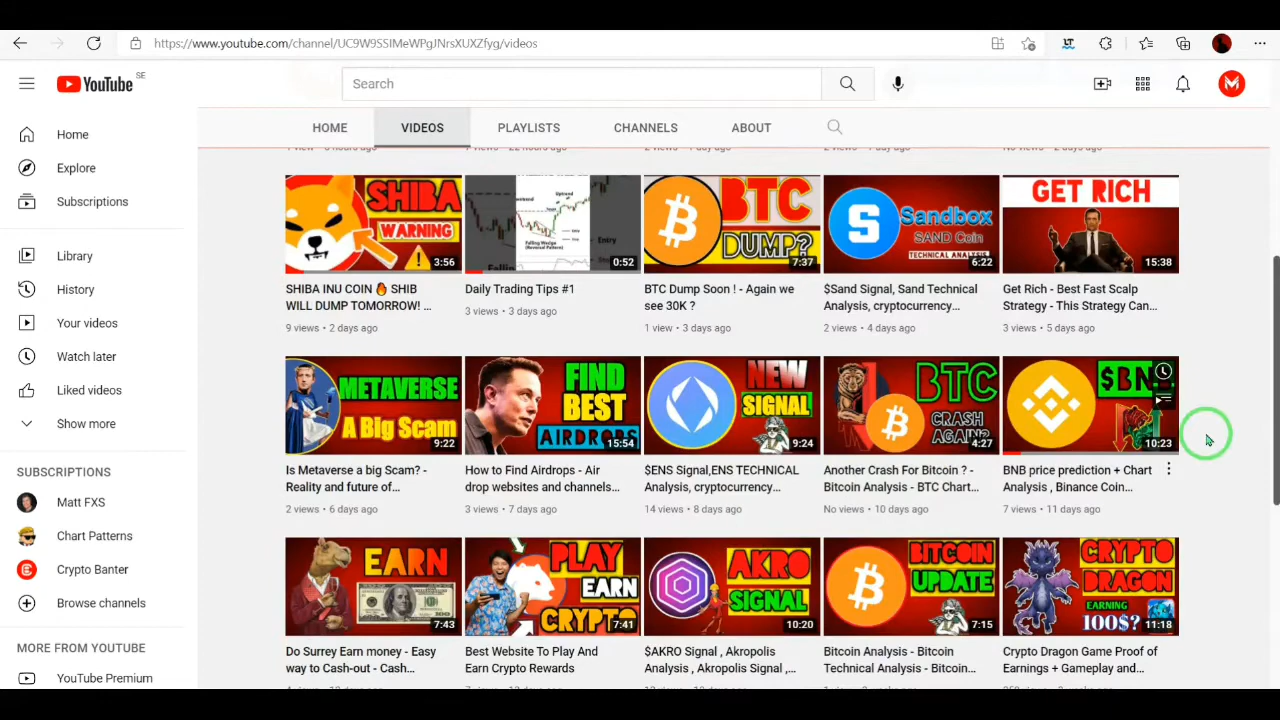 https://www.youtube.com/channel/UC9W9SSIMeWPgJNrsXUXZfyg/videos
YouTube SE
Search
M
HOME
VIDEOS
PLAYLISTS
CHANNELS
ABOUT
Home
Explore
Subscriptions
Library
History
Your videos
Watch later
Liked videos
Show more
SUBSCRIPTIONS
Matt FXS
Chart Patterns
Crypto Banter
Browse channels
MORE FROM YOUTUBE
YouTube Premium
SHIBA
WARNING
3:56
SHIBA INU COIN 🔥 SHIB
WILL DUMP TOMORROW! ...
9 views • 2 days ago
Uptrend
Falling Wedge
(Reversal Pattern)
Entry
0:52
Daily Trading Tips #1
3 views • 3 days ago
BTC
DUMP?
7:37
BTC Dump Soon ! - Again we
see 30K ?
1 view • 3 days ago
Sandbox
SAND Coin
TECHNICAL ANALYSIS
6:22
$Sand Signal, Sand Technical
Analysis, cryptocurrency...
2 views • 4 days ago
GET RICH
15:38
Get Rich - Best Fast Scalp
Strategy - This Strategy Can...
3 views • 5 days ago
METAVERSE
A Big Scam
9:22
Is Metaverse a big Scam? -
Reality and future of...
2 views • 6 days ago
FIND
BEST
AIRDROPS
15:54
How to Find Airdrops - Air
drop websites and channels...
3 views • 7 days ago
NEW
SIGNAL
9:24
$ENS Signal,ENS TECHNICAL
Analysis, cryptocurrency...
14 views • 8 days ago
BTC
CRASH
AGAIN?
4:27
Another Crash For Bitcoin ? -
Bitcoin Analysis - BTC Chart...
No views • 10 days ago
$BN
10:23
BNB price prediction + Chart
Analysis , Binance Coin...
7 views • 11 days ago
EARN
7:43
Do Surrey Earn money - Easy
way to Cash-out - Cash...
PLAY
EARN
CRYPTO
7:41
Best Website To Play And
Earn Crypto Rewards
AKRO
SIGNAL
10:20
$AKRO Signal , Akropolis
Analysis , Akropolis Signal ,...
BITCOIN
UPDATE
7:15
Bitcoin Analysis - Bitcoin
Technical Analysis - Bitcoin...
CRYPTO
DRAGON
EARNING
100$?
11:18
Crypto Dragon Game Proof of
Earnings + Gameplay and...